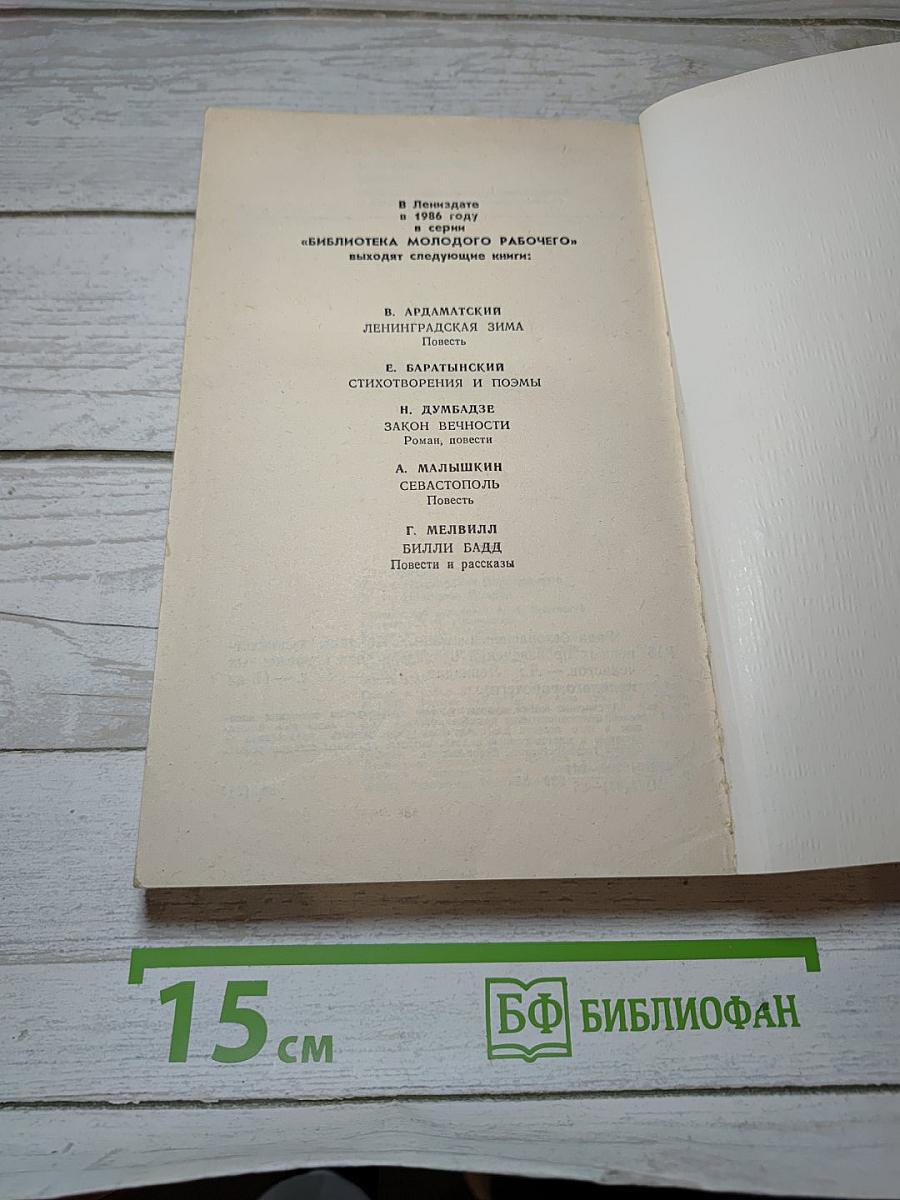 В Лениздате
в 1986 году
в серии
«БИБЛИОТЕКА МОЛОДОГО РАБОЧЕГО»
выходят следующие книги:
В. АРДАМАТСКИЙ
ЛЕНИНГРАДСКАЯ ЗИМА
Повесть
Е. БАРАТЫНСКИЙ
СТИХОТВОРЕНИЯ И ПОЭМЫ
Н. ДУМБАДЗЕ
ЗАКОН ВЕЧНОСТИ
Роман, повести
А. МАЛЫШКИН
СЕВАСТОПОЛЬ
Повесть
Г. МЕЛВИЛЛ
БИЛЛИ БАДД
Повести и рассказы
15 см
БФ БИБЛИОФАН